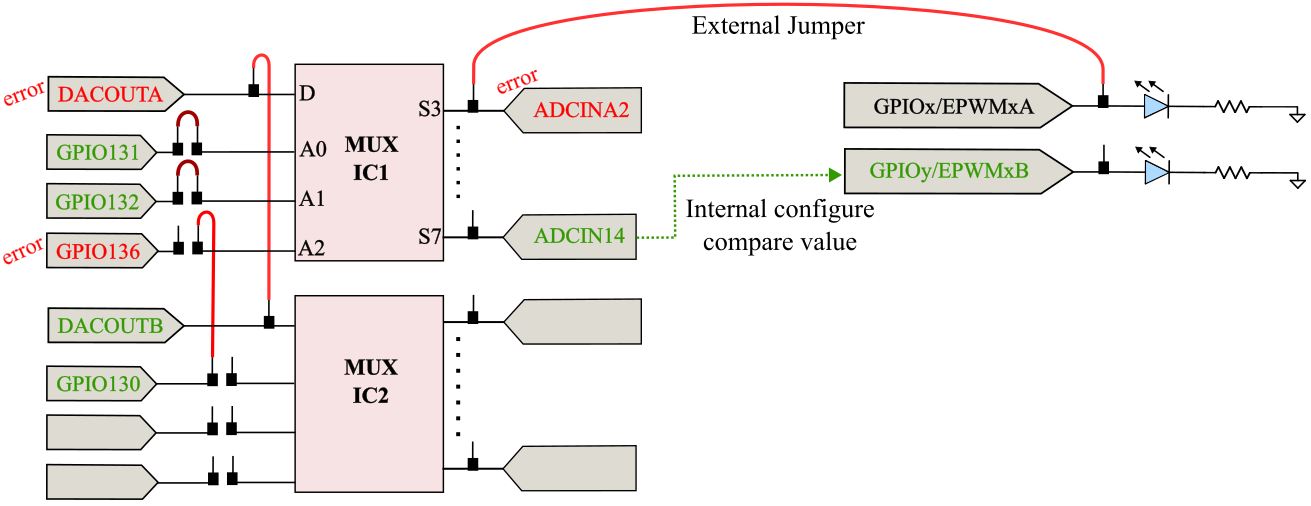 External Jumper
error
DACOUTA
D
S3
error
ADCINA2
GPIOx/EPWMxA
GPIO131
A0
MUX
IC1
GPIOy/EPWMxB
GPIO132
A1
Internal configure
compare value
error
GPIO136
A2
S7
ADCIN14
DACOUTB
MUX
IC2
GPIO130